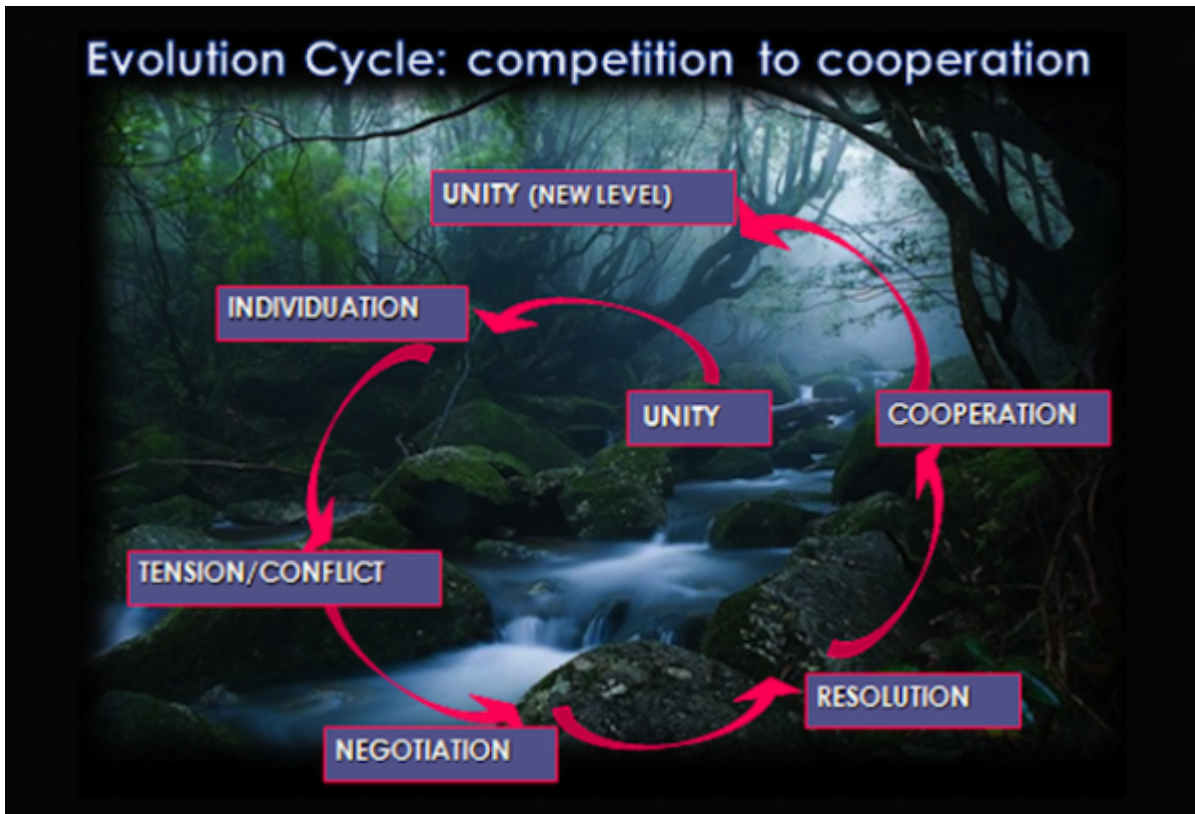 Evolution Cycle: competition to cooperation
UNITY (NEW LEVEL)
INDIVIDUATION
UNITY
COOPERATION
TENSION/CONFLICT
RESOLUTION
NEGOTIATION